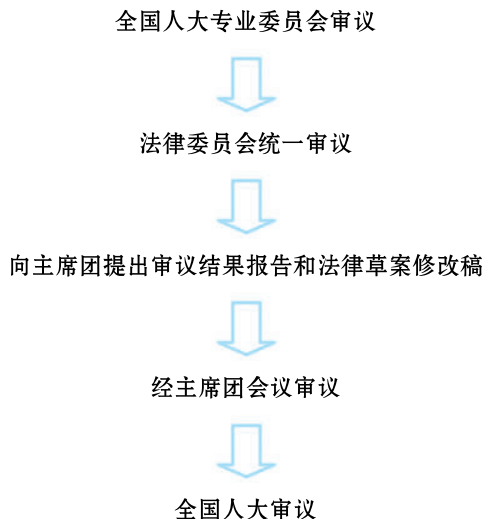 全国人大专业委员会审议
法律委员会统一审议
向主席团提出审议结果报告和法律草案修改稿
经主席团会议审议
全国人大审议